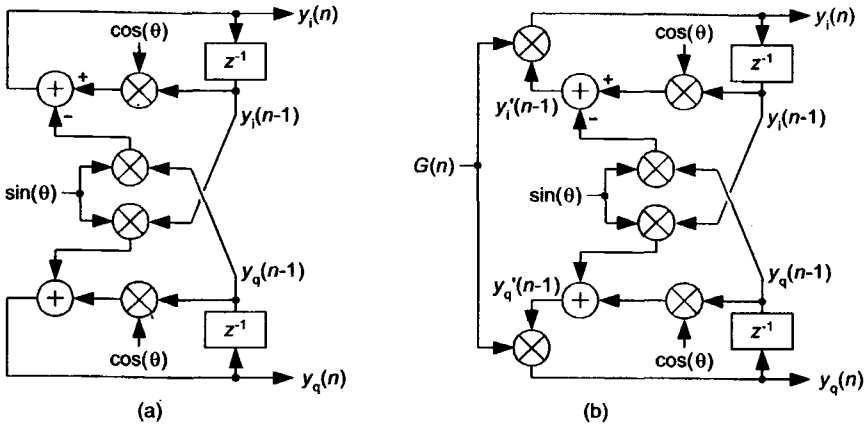 yi(n)
cos(θ)
z⁻¹
+
+
−
yi(n-1)
sin(θ)
yq(n-1)
+
z⁻¹
cos(θ)
yq(n)
(a)
yi(n)
cos(θ)
z⁻¹
+
+
−
yi'(n-1)
yi(n-1)
G(n)
sin(θ)
yq'(n-1)
yq(n-1)
+
z⁻¹
cos(θ)
yq(n)
(b)